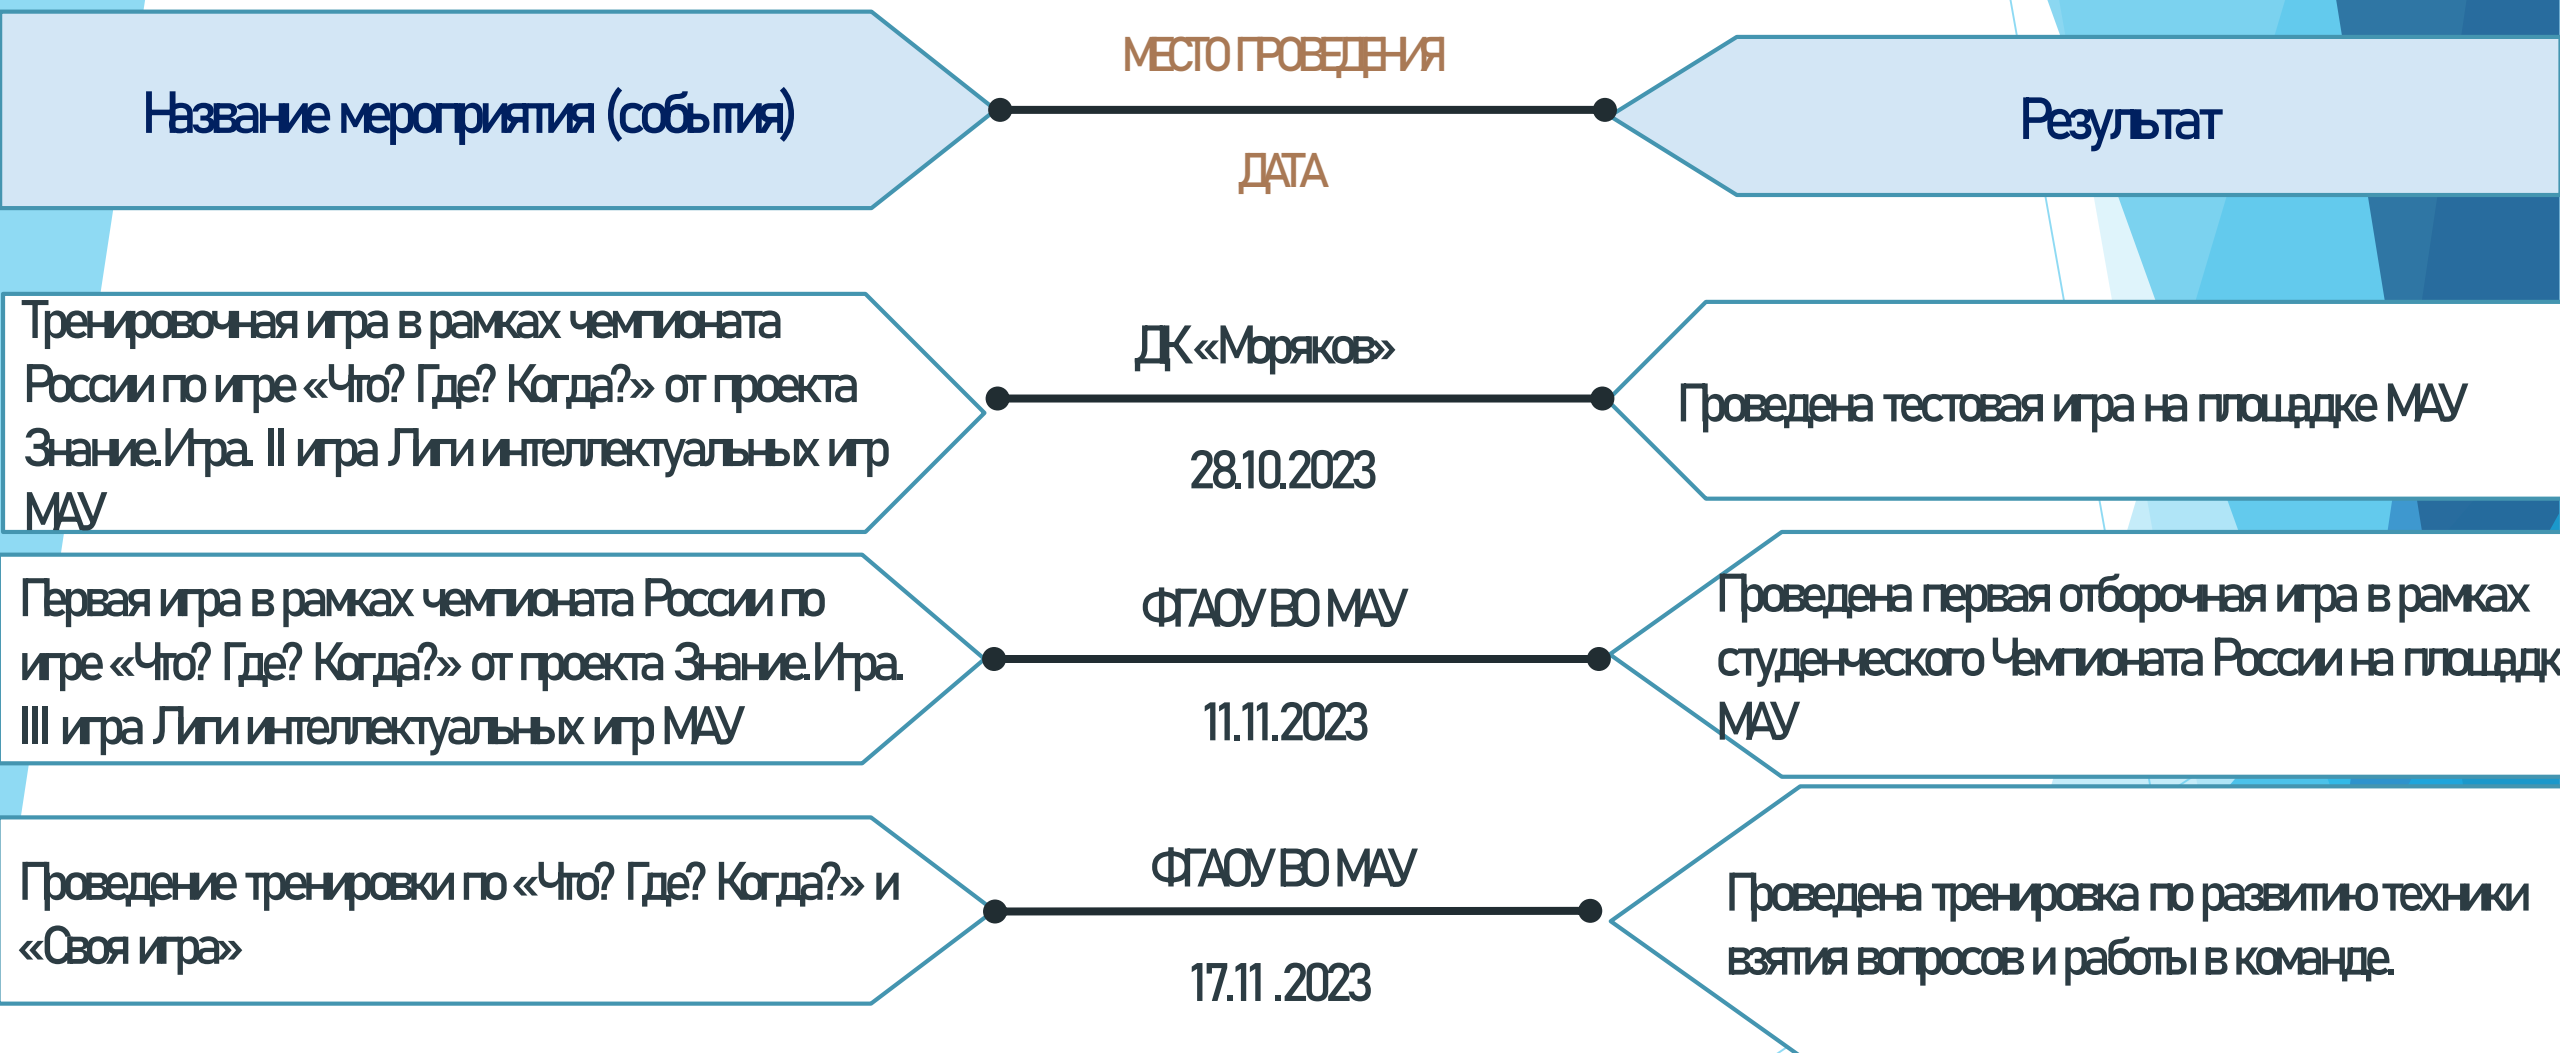 Название мероприятия (события)
МЕСТО ПРОВЕДЕНИЯ
ДАТА
Результат
Тренировочная игра в рамках чемпионата
России по игре «Что? Где? Когда?» от проекта
Знание.Игра. II игра Лиги интеллектуальных игр
МАУ
ДК «Моряков»
28.10.2023
Проведена тестовая игра на площадке МАУ
Первая игра в рамках чемпионата России по
игре «Что? Где? Когда?» от проекта Знание.Игра.
III игра Лиги интеллектуальных игр МАУ
ФГАОУ ВО МАУ
11.11.2023
Проведена первая отборочная игра в рамках
студенческого Чемпионата России на площадк
МАУ
Проведение тренировки по «Что? Где? Когда?» и
«Своя игра»
ФГАОУ ВО МАУ
17.11 .2023
Проведена тренировка по развитию техники
взятия вопросов и работы в команде.